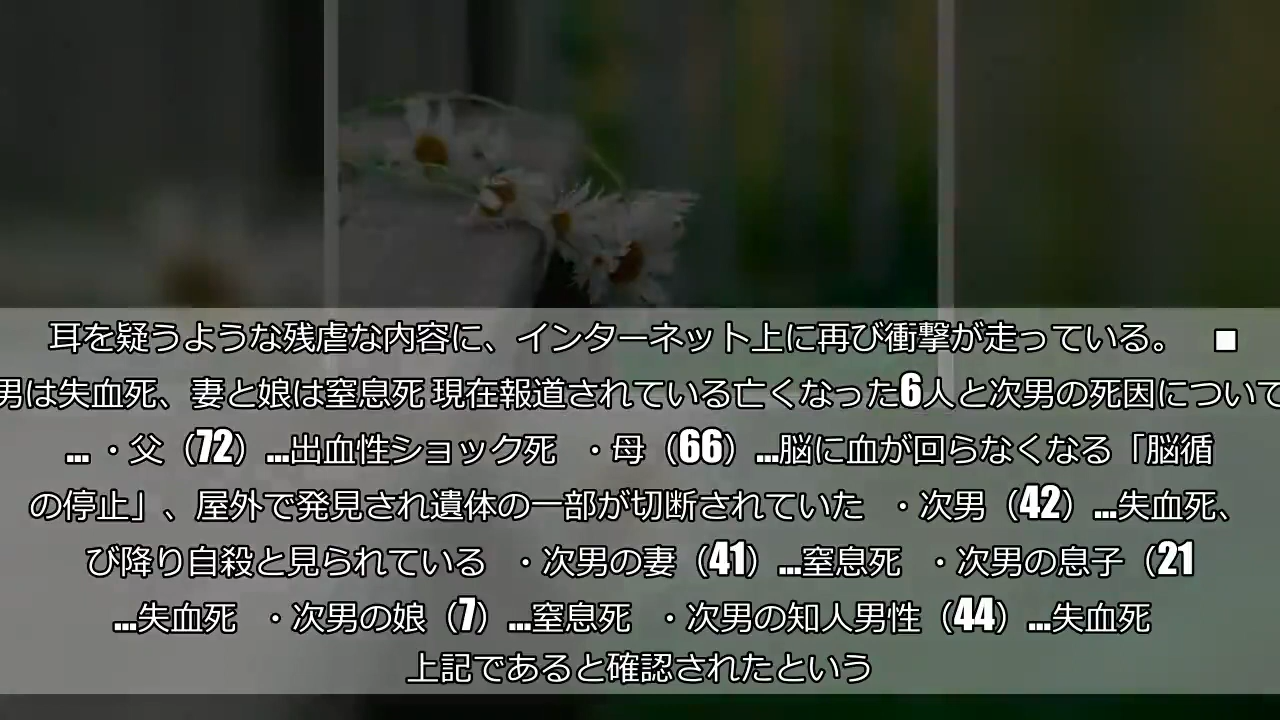 耳を疑うような残虐な内容に、インターネット上に再び衝撃が走っている。　■
男は失血死、妻と娘は窒息死 現在報道されている亡くなった6人と次男の死因について
... ・父（72）...出血性ショック死　・母（66）...脳に血が回らなくなる「脳循
の停止」、屋外で発見され遺体の一部が切断されていた　・次男（42）...失血死、
び降り自殺と見られている　・次男の妻（41）...窒息死　・次男の息子（21
...失血死　・次男の娘（7）...窒息死　・次男の知人男性（44）...失血死
上記であると確認されたという